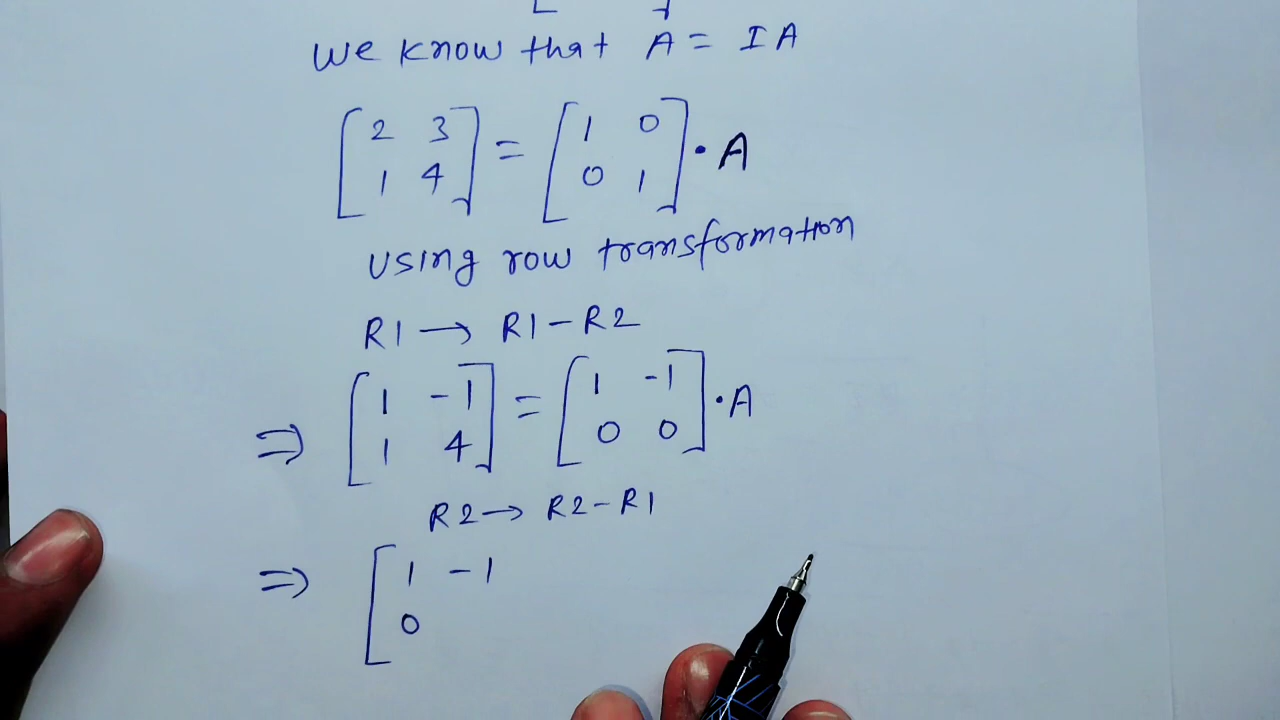 We know that A = IA
[2 3
1 4] = [1 0
0 1] · A
Using row transformation
R1 → R1 - R2
⇒ [1 -1
1 4] = [1 -1
0 0] · A
R2 → R2 - R1
⇒ [1 -1
0